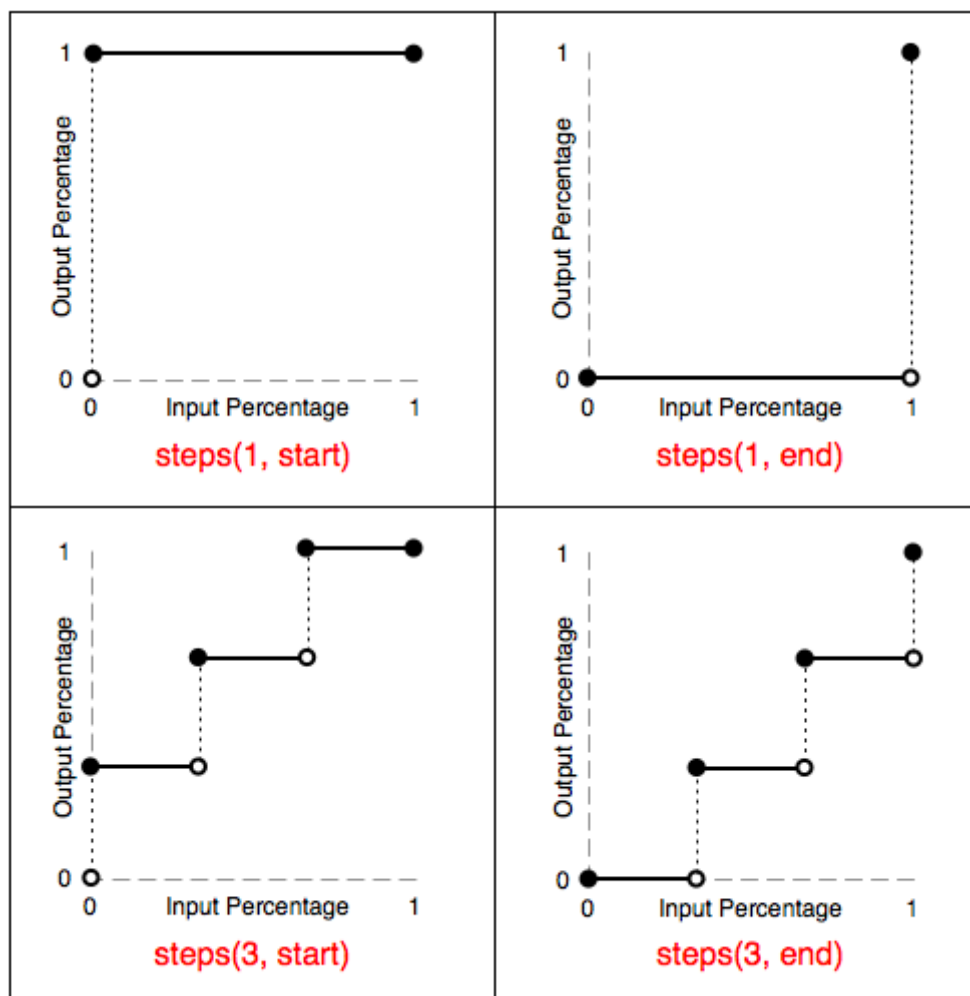 1
Output Percentage
0
0
Input Percentage
1
steps(1, start)
1
Output Percentage
0
0
Input Percentage
1
steps(1, end)
1
Output Percentage
0
0
Input Percentage
1
steps(3, start)
1
Output Percentage
0
0
Input Percentage
1
steps(3, end)